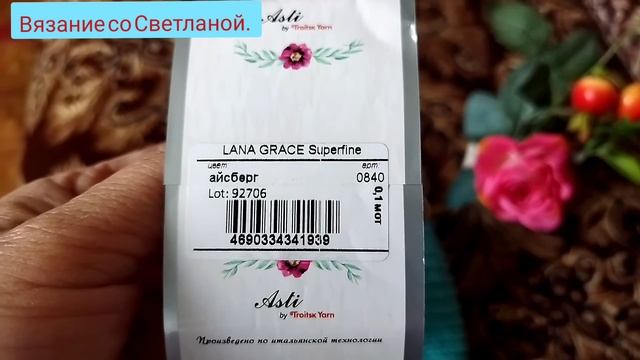 Вязание со Светланой.
Asti
by Troitsk Yarn
LANA GRACE Superfine
цвет арт.
айсберг 0840
Lot: 92706
0,1 мот
4690334341939
Asti
by Troitsk Yarn
Произведено по итальянской технологии